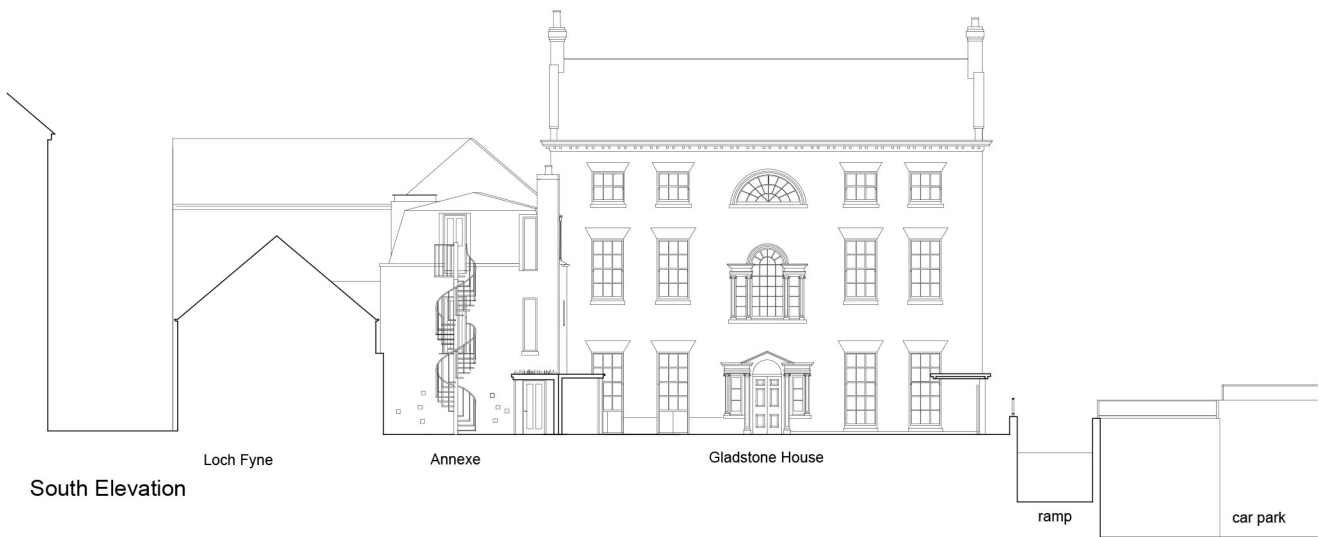 Loch Fyne
Annexe
Gladstone House
South Elevation
ramp
car park